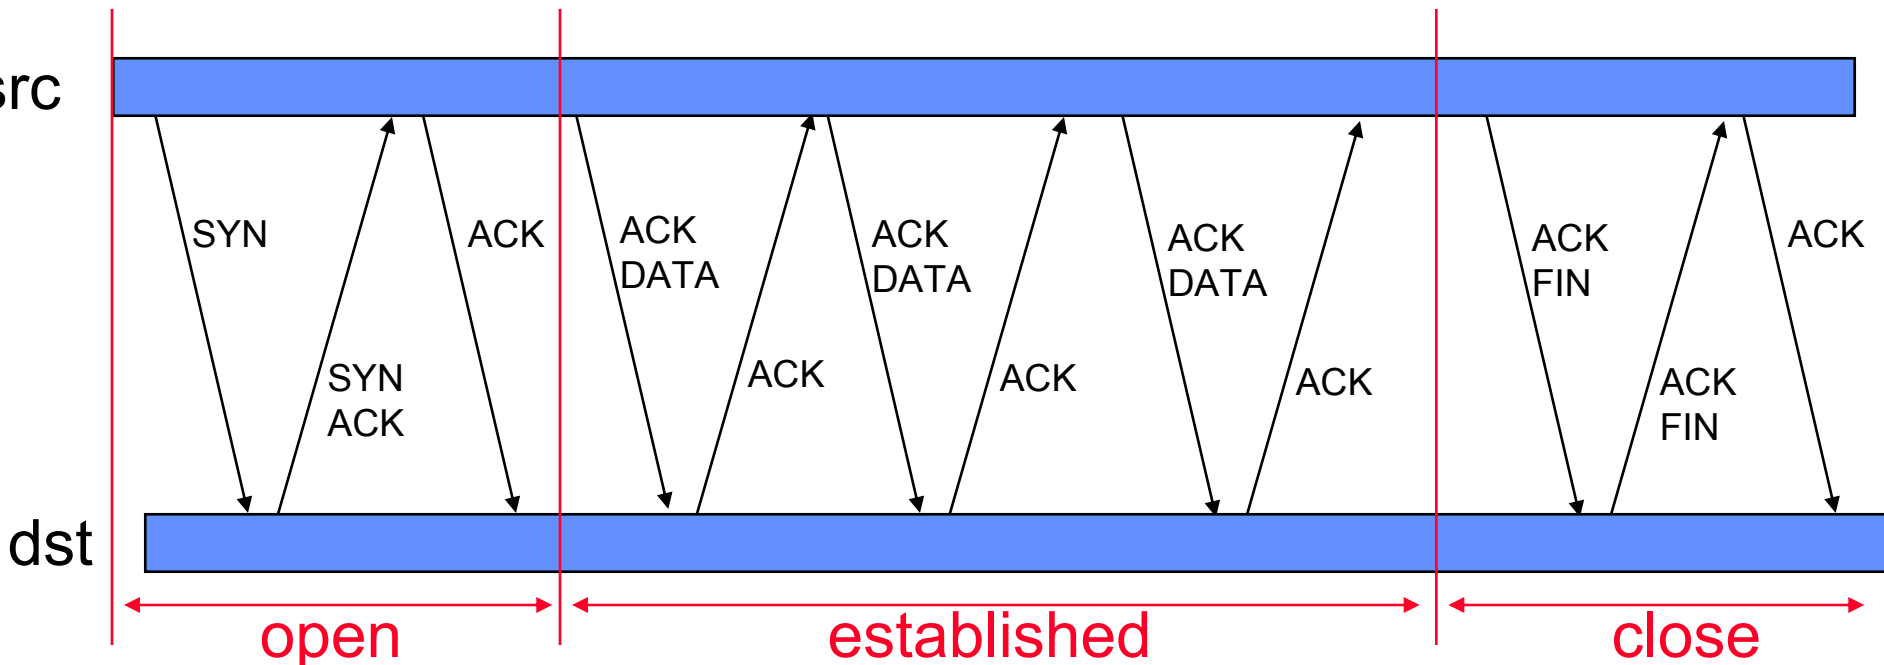 src
SYN
SYN
ACK
ACK
ACK
DATA
ACK
ACK
DATA
ACK
ACK
DATA
ACK
ACK
FIN
ACK
FIN
ACK
dst
open
established
close